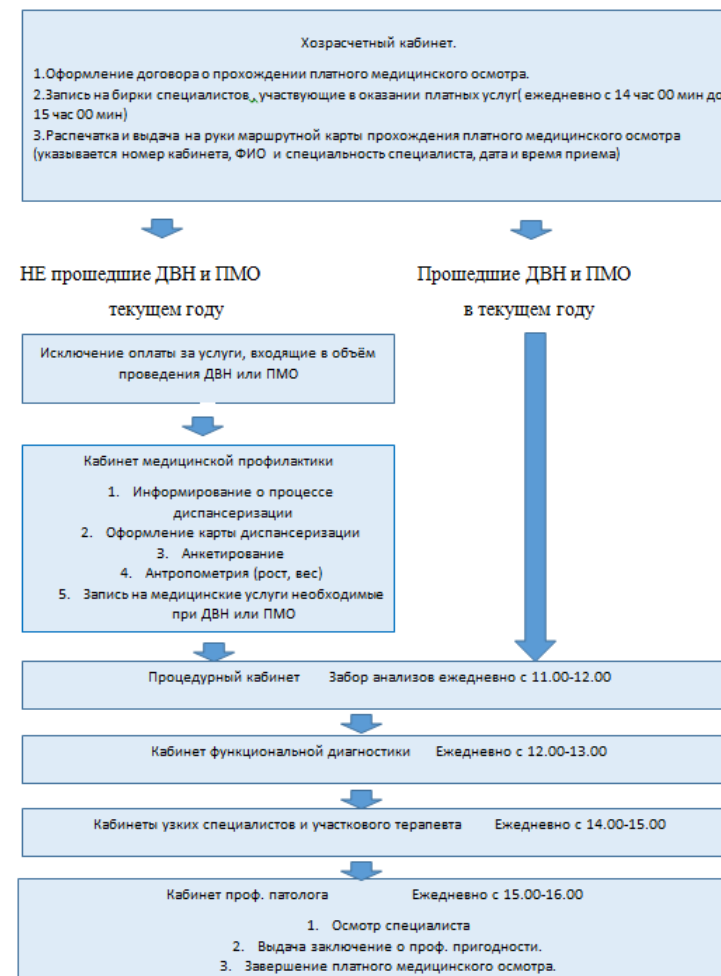 Хозрасчетный кабинет.
1.Оформление договора о прохождении платного медицинского осмотра.
2.Запись на бирки специалистов, участвующие в оказании платных услуг( ежедневно с 14 час 00 мин до
15 час 00 мин)
3.Распечатка и выдача на руки маршрутной карты прохождения платного медицинского осмотра
(указывается номер кабинета, ФИО и специальность специалиста, дата и время приема)
НЕ прошедшие ДВН и ПМО
текущем году
Прошедшие ДВН и ПМО
в текущем году
Исключение оплаты за услуги, входящие в объём
проведения ДВН или ПМО
Кабинет медицинской профилактики
1. Информирование о процессе
диспансеризации
2. Оформление карты диспансеризации
3. Анкетирование
4. Антропометрия (рост, вес)
5. Запись на медицинские услуги необходимые
при ДВН или ПМО
Процедурный кабинет Забор анализов ежедневно с 11.00-12.00
Кабинет функциональной диагностики Ежедневно с 12.00-13.00
Кабинеты узких специалистов и участкового терапевта Ежедневно с 14.00-15.00
Кабинет проф. патолога Ежедневно с 15.00-16.00
1. Осмотр специалиста
2. Выдача заключение о проф. пригодности.
3. Завершение платного медицинского осмотра.